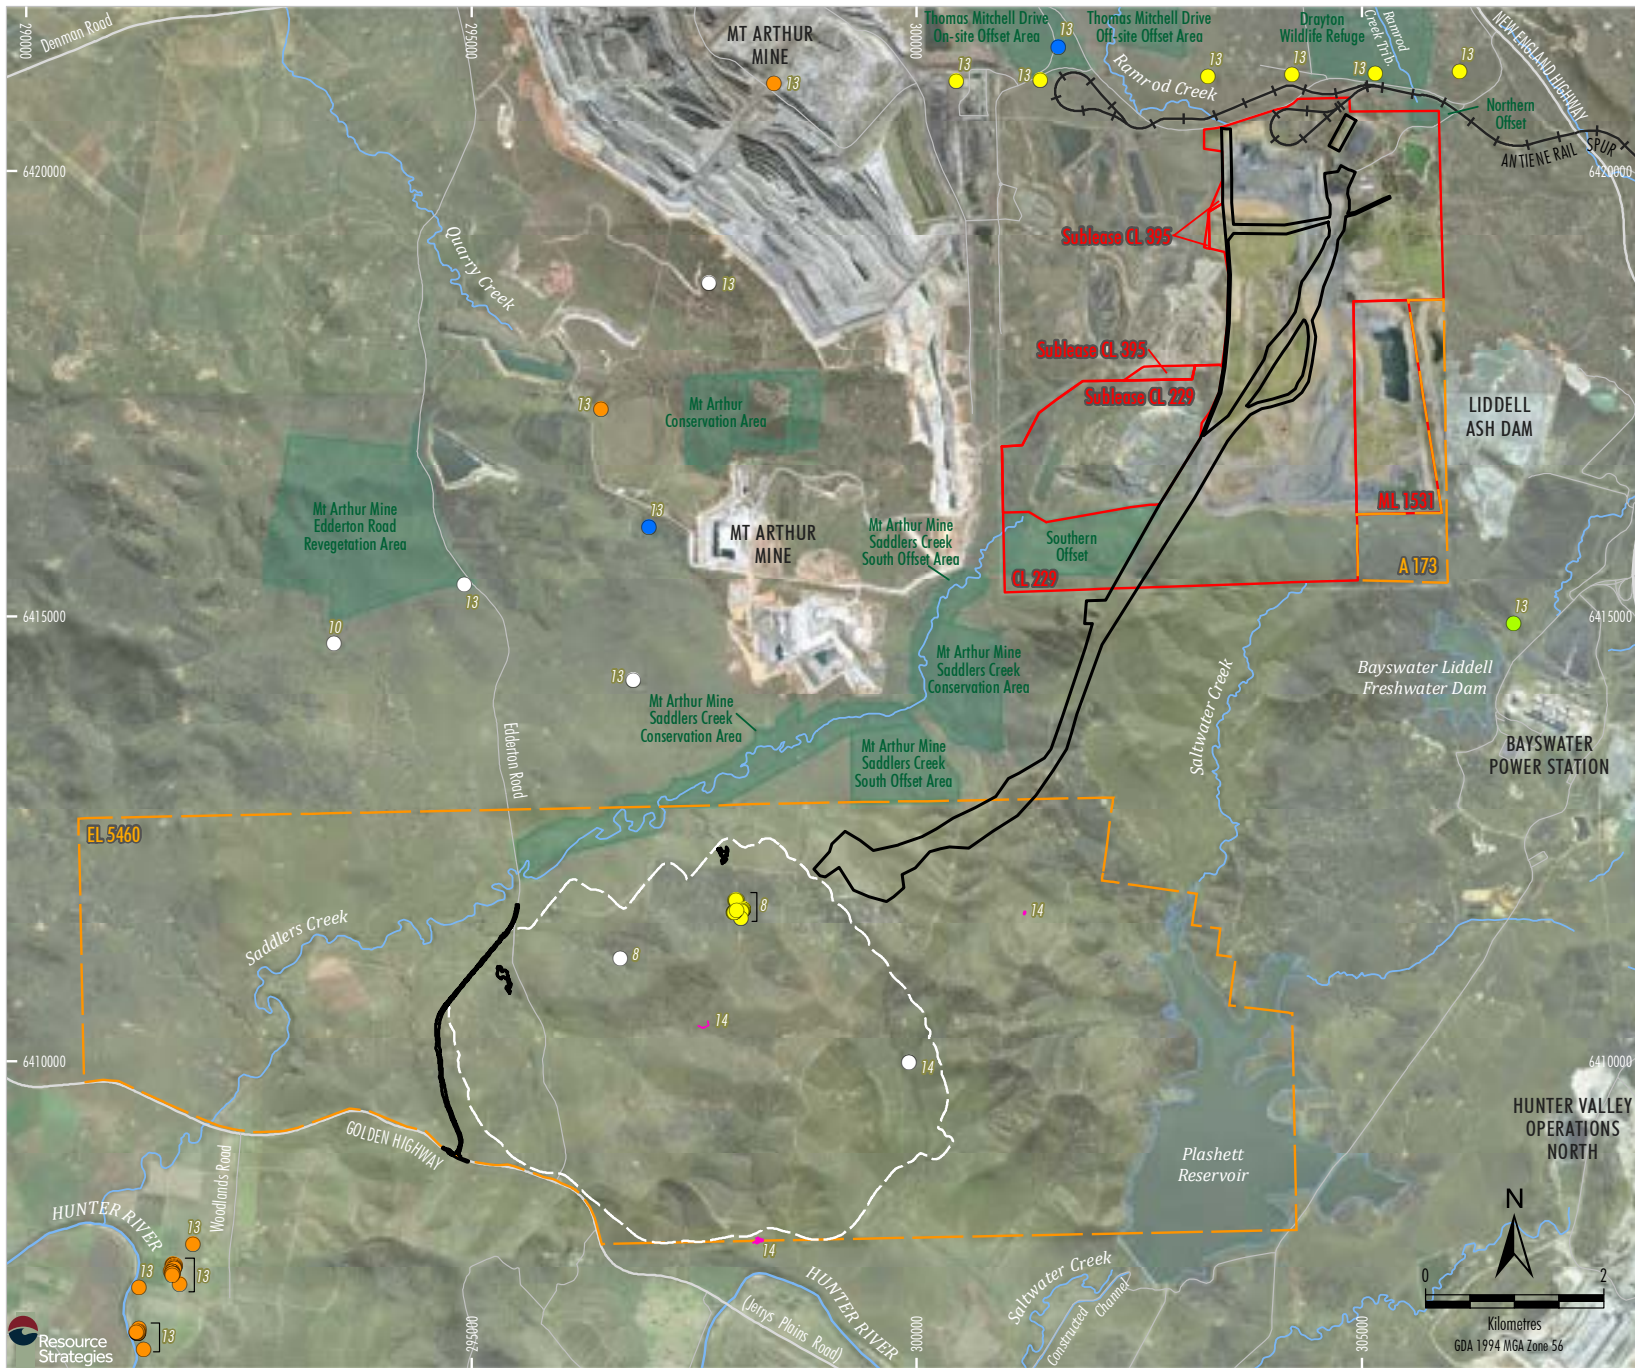 290000
295000
300000
Denman Road
MT ARTHUR
MINE
13
Thomas Mitchell Drive
On-site Offset Area
13
Thomas Mitchell Drive
Off-site Offset Area
Drayton
Wildlife Refuge
Ramrod
Creek Trib.
NEW ENGLAND HIGHWAY
13
13
13
13
13
13
Ramrod Creek
Northern
Offset
ANTIENE RAIL SPUR
6420000
6420000
Quarry Creek
13
Sublease CL 395
Sublease CL 395
Sublease CL 229
LIDDELL
ASH DAM
13
Mt Arthur
Conservation Area
Mt Arthur Mine
Edderton Road
Revegetation Area
13
MT ARTHUR
MINE
Mt Arthur Mine
Saddlers Creek
South Offset Area
Southern
Offset
ML 1531
A 173
CL 229
13
10
6415000
13
6415000
13
Mt Arthur Mine
Saddlers Creek
Conservation Area
Mt Arthur Mine
Saddlers Creek
Conservation Area
Mt Arthur Mine
Saddlers Creek
South Offset Area
Saltwater Creek
Bayswater Liddell
Freshwater Dam
BAYSWATER
POWER STATION
Edderton Road
EL 5460
8
14
Saddlers Creek
8
14
6410000
14
6410000
GOLDEN HIGHWAY
HUNTER VALLEY
OPERATIONS
NORTH
Plashett
Reservoir
Woodlands Road
HUNTER RIVER
13
13
13
13
14
HUNTER RIVER
(Jerrys Plains Road)
Saltwater Creek
Constructed Channel
N
0
2
Kilometres
GDA 1994 MGA Zone 56
295000
300000
305000
Resource
Strategies